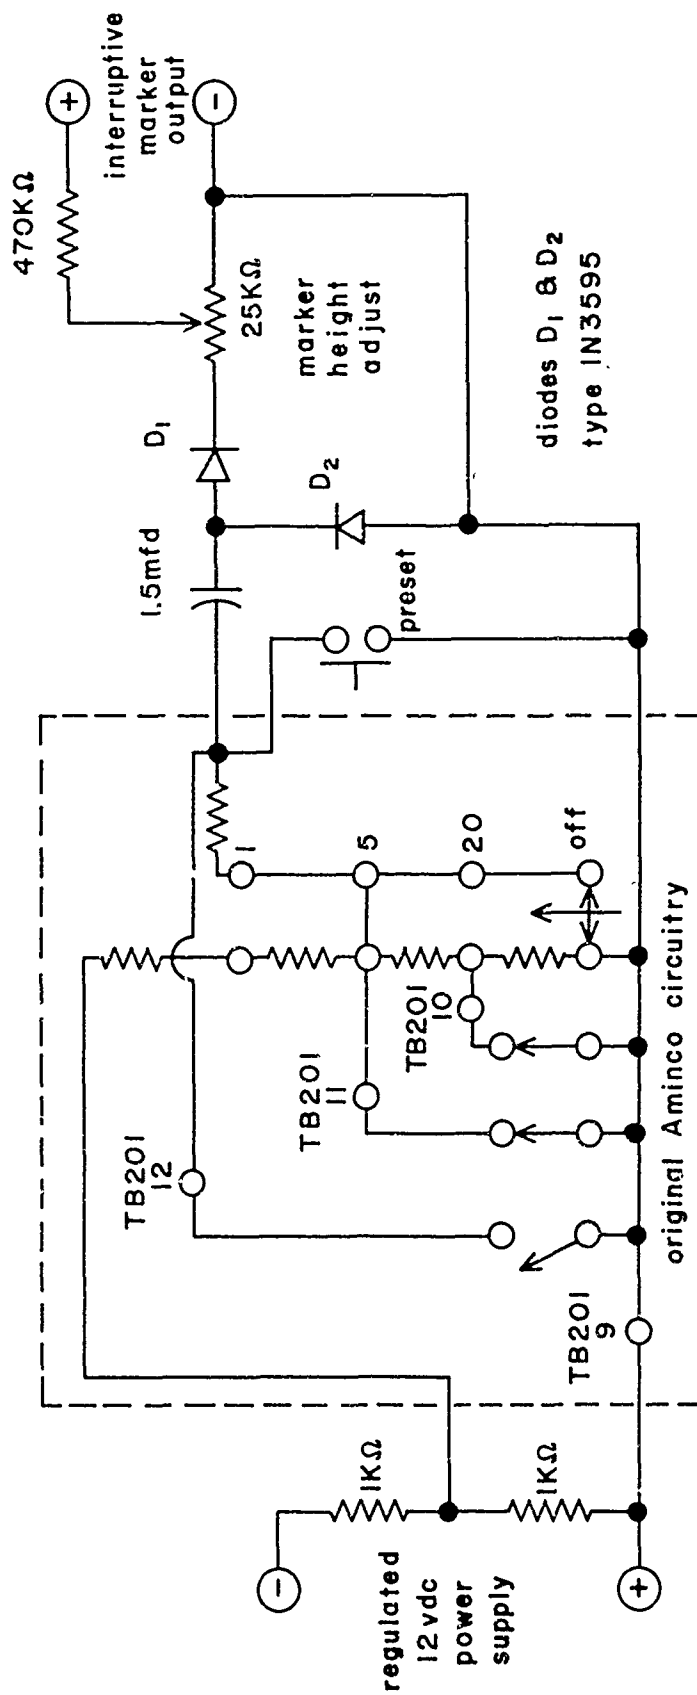 470KΩ
+
interruptive
marker
output
−
25KΩ
marker
height
adjust
D1
D2
1.5mfd
preset
diodes D1 & D2
type IN3595
1
5
20
off
TB201
10
TB201
11
TB201
12
TB201
9
original Aminco circuitry
1KΩ
1KΩ
−
+
regulated
12 vdc
power
supply